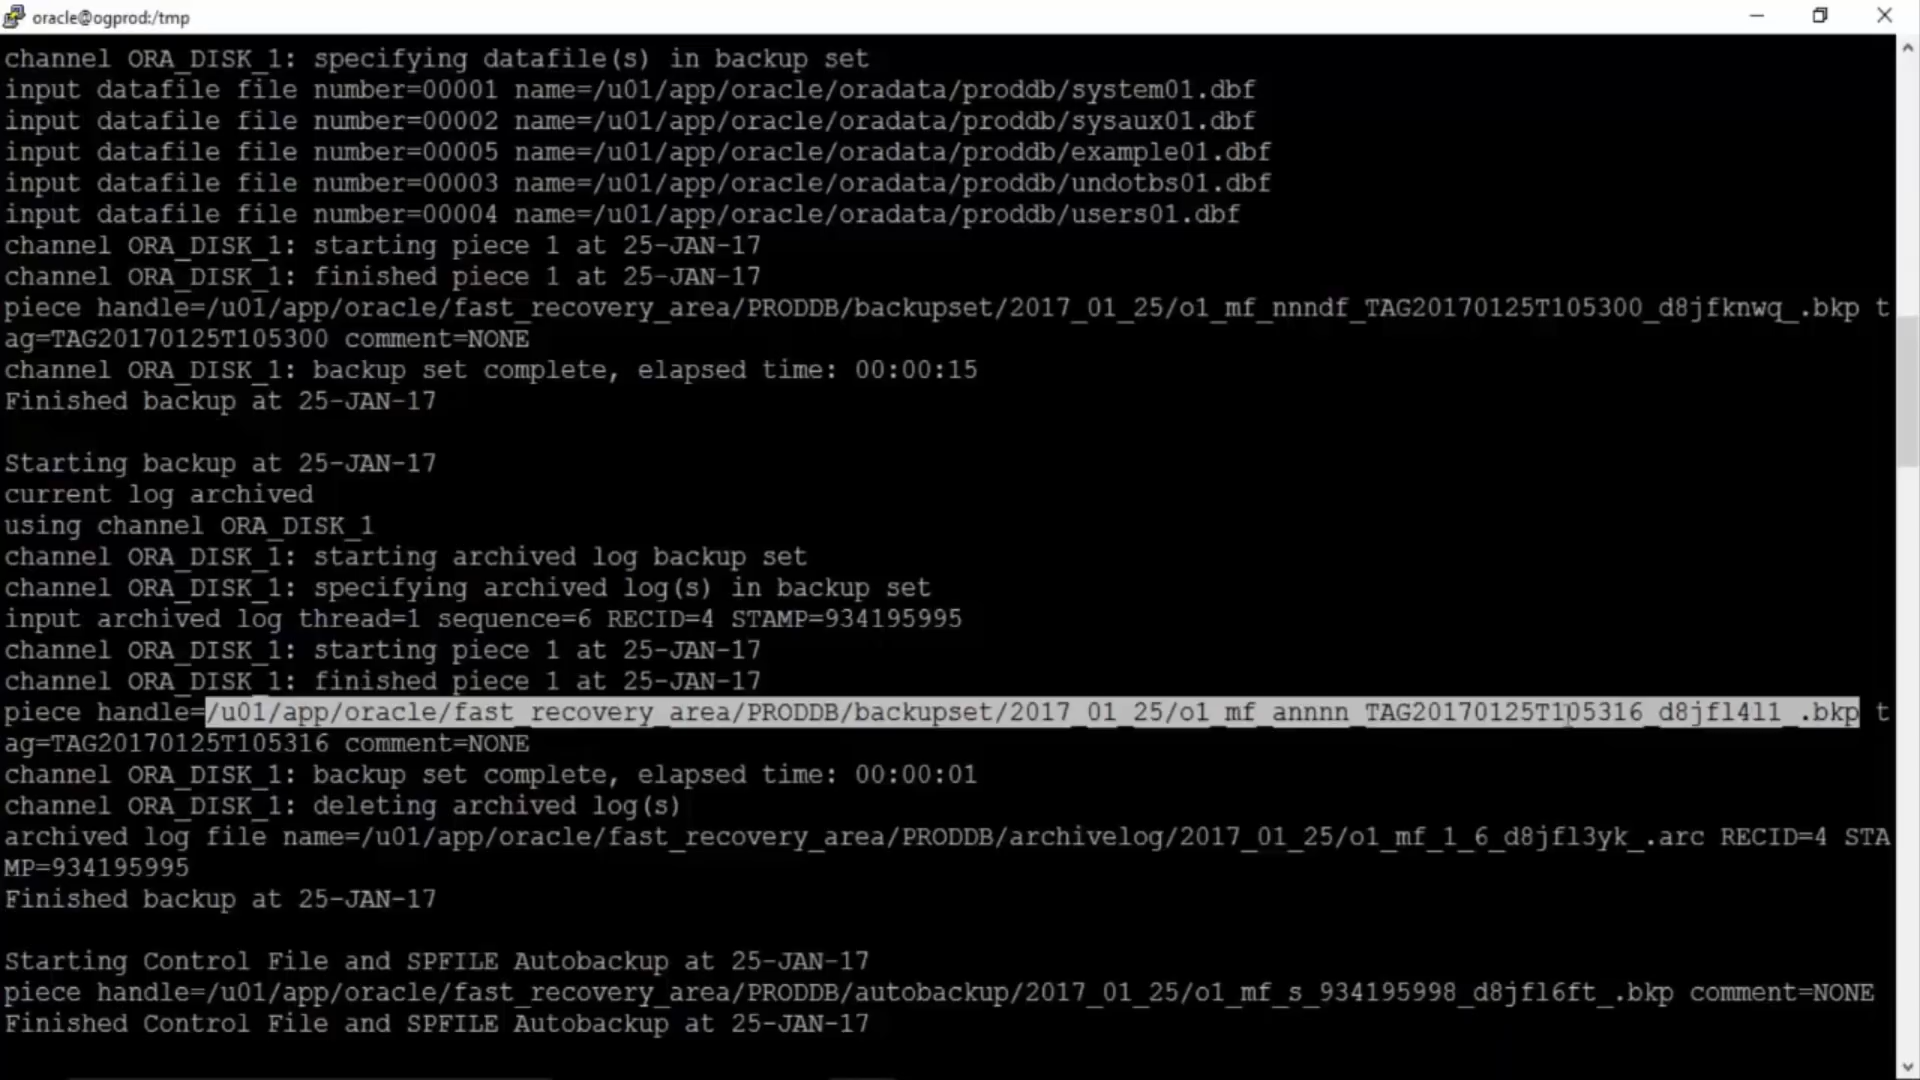 oracle@ogprod:/tmp
channel ORA_DISK_1: specifying datafile(s) in backup set
input datafile file number=00001 name=/u01/app/oracle/oradata/proddb/system01.dbf
input datafile file number=00002 name=/u01/app/oracle/oradata/proddb/sysaux01.dbf
input datafile file number=00005 name=/u01/app/oracle/oradata/proddb/example01.dbf
input datafile file number=00003 name=/u01/app/oracle/oradata/proddb/undotbs01.dbf
input datafile file number=00004 name=/u01/app/oracle/oradata/proddb/users01.dbf
channel ORA_DISK_1: starting piece 1 at 25-JAN-17
channel ORA_DISK_1: finished piece 1 at 25-JAN-17
piece handle=/u01/app/oracle/fast_recovery_area/PRODDB/backupset/2017_01_25/o1_mf_nnndf_TAG20170125T105300_d8jfknwq_.bkp t
ag=TAG20170125T105300 comment=NONE
channel ORA_DISK_1: backup set complete, elapsed time: 00:00:15
Finished backup at 25-JAN-17
Starting backup at 25-JAN-17
current log archived
using channel ORA_DISK_1
channel ORA_DISK_1: starting archived log backup set
channel ORA_DISK_1: specifying archived log(s) in backup set
input archived log thread=1 sequence=6 RECID=4 STAMP=934195995
channel ORA_DISK_1: starting piece 1 at 25-JAN-17
channel ORA_DISK_1: finished piece 1 at 25-JAN-17
piece handle=/u01/app/oracle/fast_recovery_area/PRODDB/backupset/2017_01_25/o1_mf_annnn_TAG20170125T105316_d8jfl4l1_.bkp t
ag=TAG20170125T105316 comment=NONE
channel ORA_DISK_1: backup set complete, elapsed time: 00:00:01
channel ORA_DISK_1: deleting archived log(s)
archived log file name=/u01/app/oracle/fast_recovery_area/PRODDB/archivelog/2017_01_25/o1_mf_1_6_d8jfl3yk_.arc RECID=4 STA
MP=934195995
Finished backup at 25-JAN-17
Starting Control File and SPFILE Autobackup at 25-JAN-17
piece handle=/u01/app/oracle/fast_recovery_area/PRODDB/autobackup/2017_01_25/o1_mf_s_934195998_d8jfl6ft_.bkp comment=NONE
Finished Control File and SPFILE Autobackup at 25-JAN-17